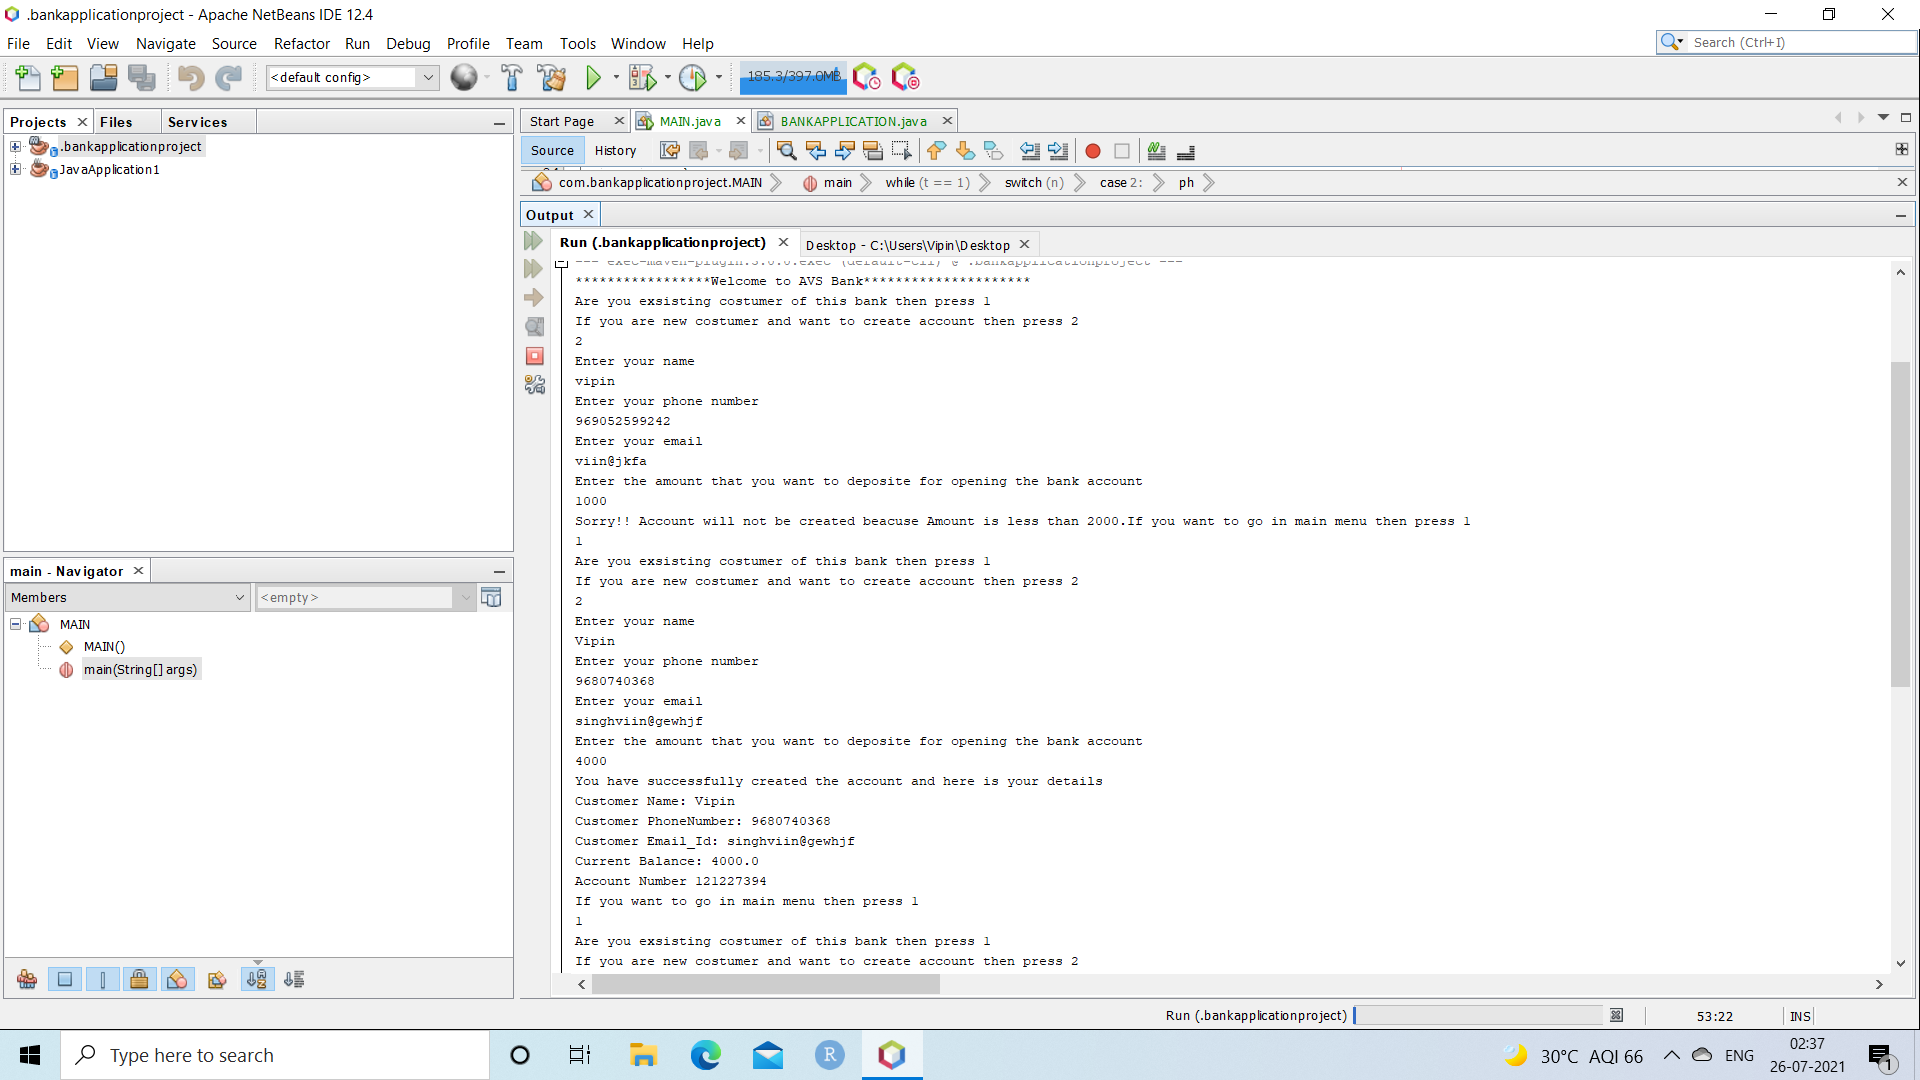 .bankapplicationproject - Apache NetBeans IDE 12.4
File Edit View Navigate Source Refactor Run Debug Profile Team Tools Window Help
Search (Ctrl+I)
<default config>
185.3/397.0MB
Projects Files Services
.bankapplicationproject
JavaApplication1
Start Page MAIN.java BANKAPPLICATION.java
Source History
com.bankapplicationproject.MAIN main while (t == 1) switch (n) case 2: ph
Output
Run (.bankapplicationproject) Desktop - C:\Users\Vipin\Desktop
--- exec-maven-plugin:3.0.0:exec (default-cli) @ .bankapplicationproject ---
*****************Welcome to AVS Bank*********************
Are you exsisting costumer of this bank then press 1
If you are new costumer and want to create account then press 2
2
Enter your name
vipin
Enter your phone number
969052599242
Enter your email
viin@jkfa
Enter the amount that you want to deposite for opening the bank account
1000
Sorry!! Account will not be created beacuse Amount is less than 2000.If you want to go in main menu then press 1
1
Are you exsisting costumer of this bank then press 1
If you are new costumer and want to create account then press 2
2
Enter your name
Vipin
Enter your phone number
9680740368
Enter your email
singhviin@gewhjf
Enter the amount that you want to deposite for opening the bank account
4000
You have successfully created the account and here is your details
Customer Name: Vipin
Customer PhoneNumber: 9680740368
Customer Email_Id: singhviin@gewhjf
Current Balance: 4000.0
Account Number 121227394
If you want to go in main menu then press 1
1
Are you exsisting costumer of this bank then press 1
If you are new costumer and want to create account then press 2
main - Navigator
Members <empty>
MAIN
MAIN()
main(String[] args)
Run (.bankapplicationproject)
53:22 INS
Type here to search
30°C AQI 66 ENG
02:37
26-07-2021
1